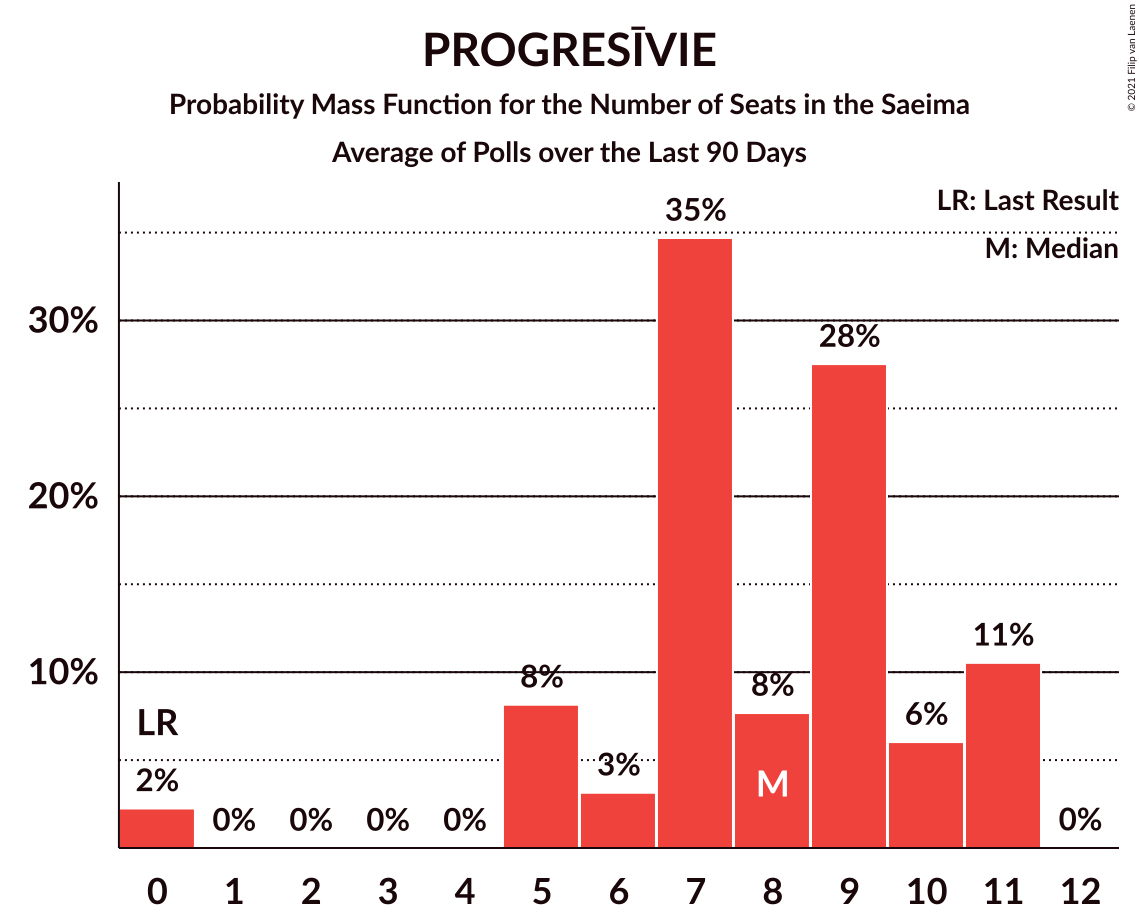 PROGRESĪVIE
Probability Mass Function for the Number of Seats in the Saeima
Average of Polls over the Last 90 Days
© 2021 Filip van Laenen
LR: Last Result
M: Median
35%
30%
28%
20%
11%
10%
8%
8%
6%
LR
3%
M
2%
0%
0%
0%
0%
0%
0 1 2 3 4 5 6 7 8 9 10 11 12